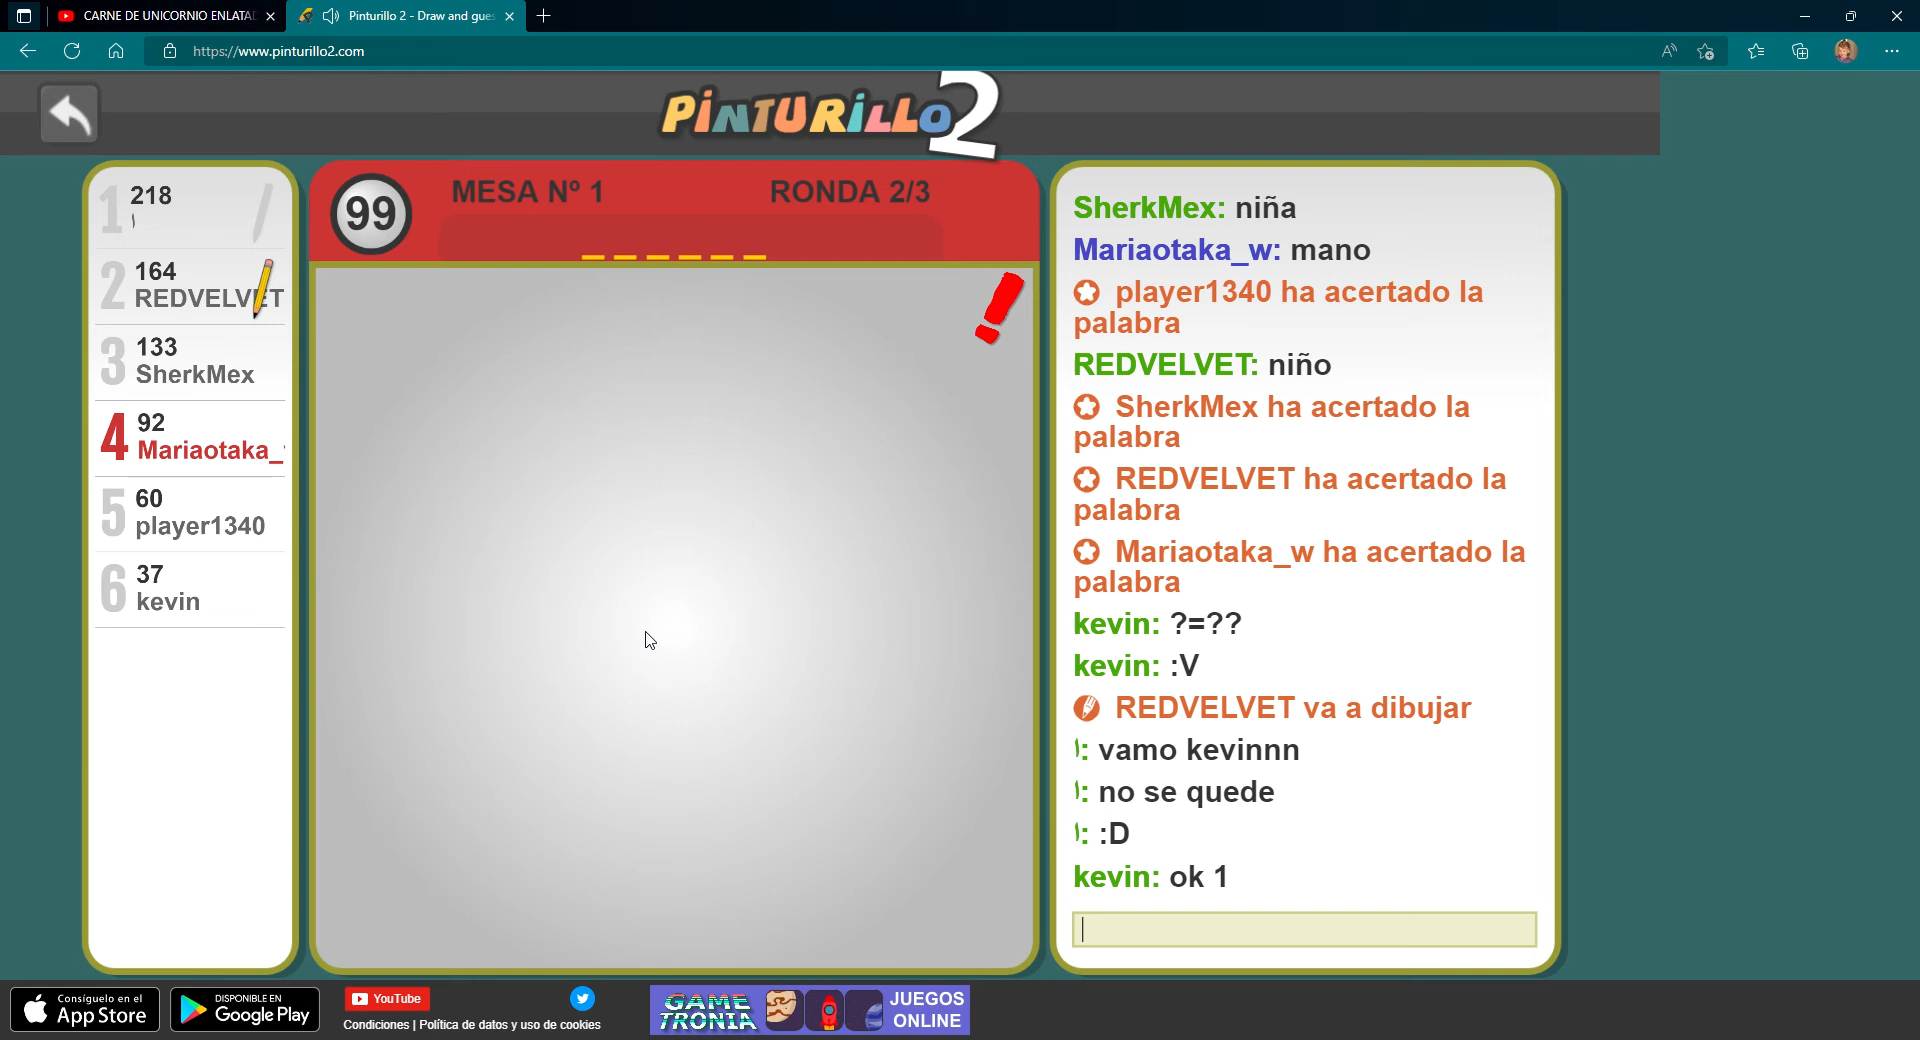 CARNE DE UNICORNIO ENLATA
Pinturillo 2 - Draw and gues
https://www.pinturillo2.com
PiNTURiLLo2
1 218
2 164
REDVELVET
3 133
SherkMex
4 92
Mariaotaka_
5 60
player1340
6 37
kevin
99 MESA Nº 1 RONDA 2/3
SherkMex: niña
Mariaotaka_w: mano
player1340 ha acertado la
palabra
REDVELVET: niño
SherkMex ha acertado la
palabra
REDVELVET ha acertado la
palabra
Mariaotaka_w ha acertado la
palabra
kevin: ?=??
kevin: :V
REDVELVET va a dibujar
: vamo kevinnn
: no se quede
: :D
kevin: ok 1
Consíguelo en el
App Store
DISPONIBLE EN
Google Play
YouTube
Condiciones | Política de datos y uso de cookies
GAME
TRONIA
JUEGOS
ONLINE